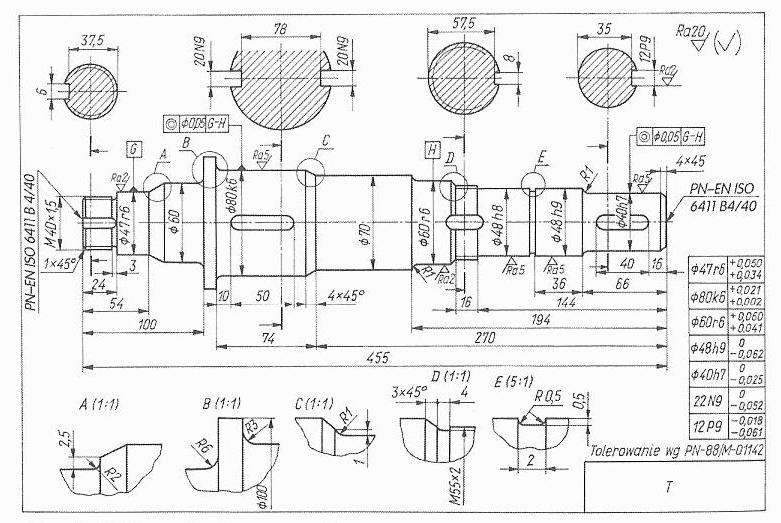 37,5
6
78
20N9
20N9
57,5
8
35
12P9
Ra2
Ra20 (✓)
◎ ϕ0,05 G-H
G
A
B
Ra5
C
H
D
E
R1
◎ ϕ0,05 G-H
Ra5
4×45
PN-EN ISO
6411 B4/40
PN-EN ISO
6411 B 4/40
M40×1,5
Ra2
ϕ47r6
ϕ60
ϕ80k6
ϕ70
ϕ60r6
ϕ48h8
ϕ48h9
ϕ40h7
1×45°
3
24
54
100
10
50
4×45°
74
R1
Ra2
Ra5
Ra5
16
36
40
16
66
144
194
270
455
ϕ47r6 +0,050 +0,034
ϕ80k6 +0,021 +0,002
ϕ60r6 +0,060 +0,041
ϕ48h9 0 -0,062
ϕ40h7 0 -0,025
22N9 0 -0,052
12P9 -0,018 -0,061
Tolerowanie wg PN-88/M-01142
T
A (1:1)
2,5
R2
B (1:1)
R6
R3
ϕ100
C (1:1)
R1
1
D (1:1)
3×45°
4
M55×2
E (5:1)
R 0,5
0,5
2